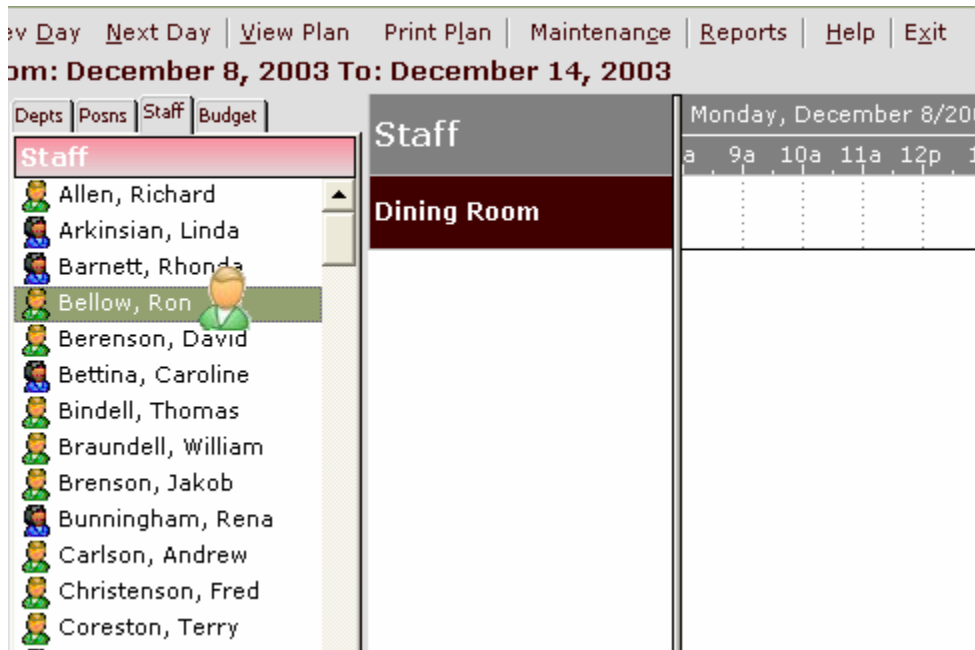 ev Day Next Day View Plan Print Plan Maintenance Reports Help Exit
om: December 8, 2003 To: December 14, 2003
Depts Posns Staff Budget
Staff
Allen, Richard
Arkinsian, Linda
Barnett, Rhonda
Bellow, Ron
Berenson, David
Bettina, Caroline
Bindell, Thomas
Braundell, William
Brenson, Jakob
Bunningham, Rena
Carlson, Andrew
Christenson, Fred
Coreston, Terry
Staff
Dining Room
Monday, December 8/20
a 9a 10a 11a 12p 1